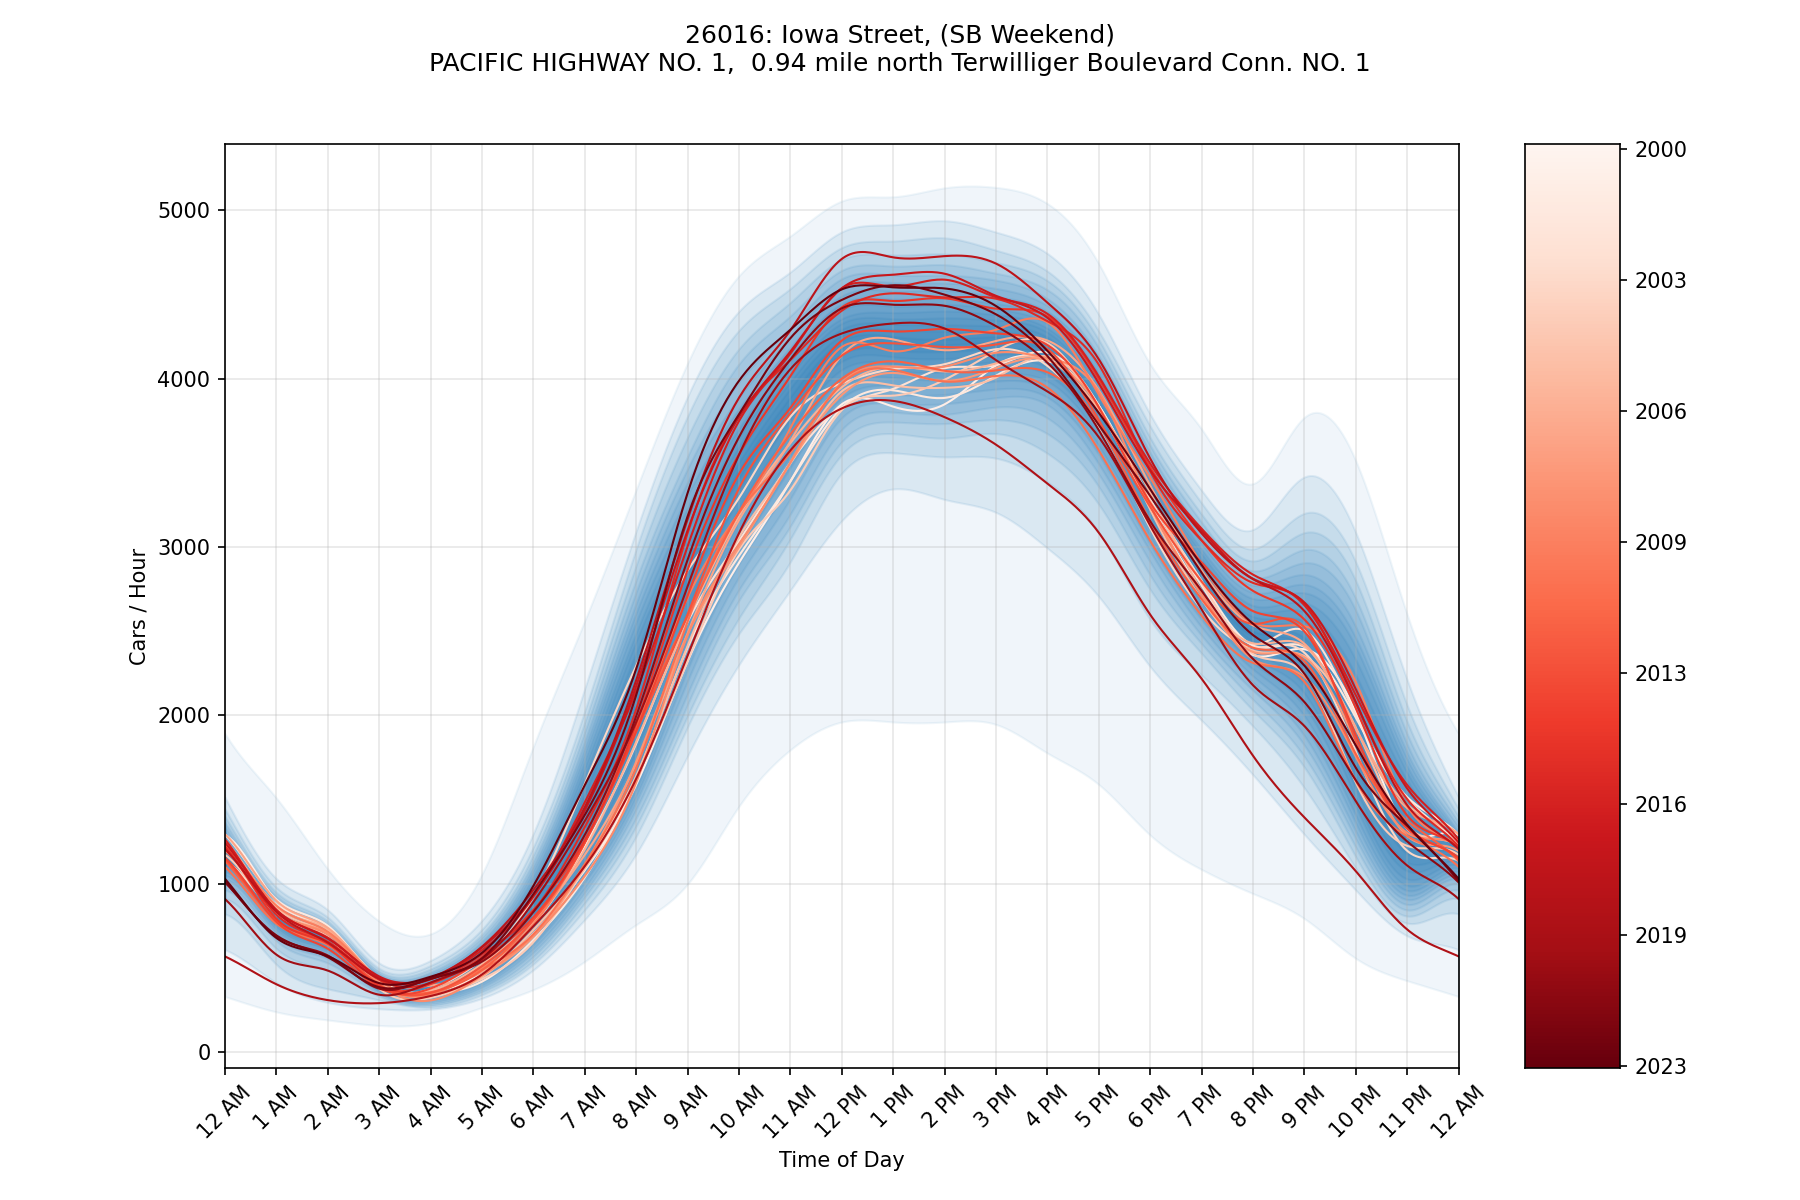 26016: Iowa Street, (SB Weekend)
PACIFIC HIGHWAY NO. 1,  0.94 mile north Terwilliger Boulevard Conn. NO. 1
Cars / Hour
5000
4000
3000
2000
1000
0
12 AM
1 AM
2 AM
3 AM
4 AM
5 AM
6 AM
7 AM
8 AM
9 AM
10 AM
11 AM
12 PM
1 PM
2 PM
3 PM
4 PM
5 PM
6 PM
7 PM
8 PM
9 PM
10 PM
11 PM
12 AM
Time of Day
2000
2003
2006
2009
2013
2016
2019
2023